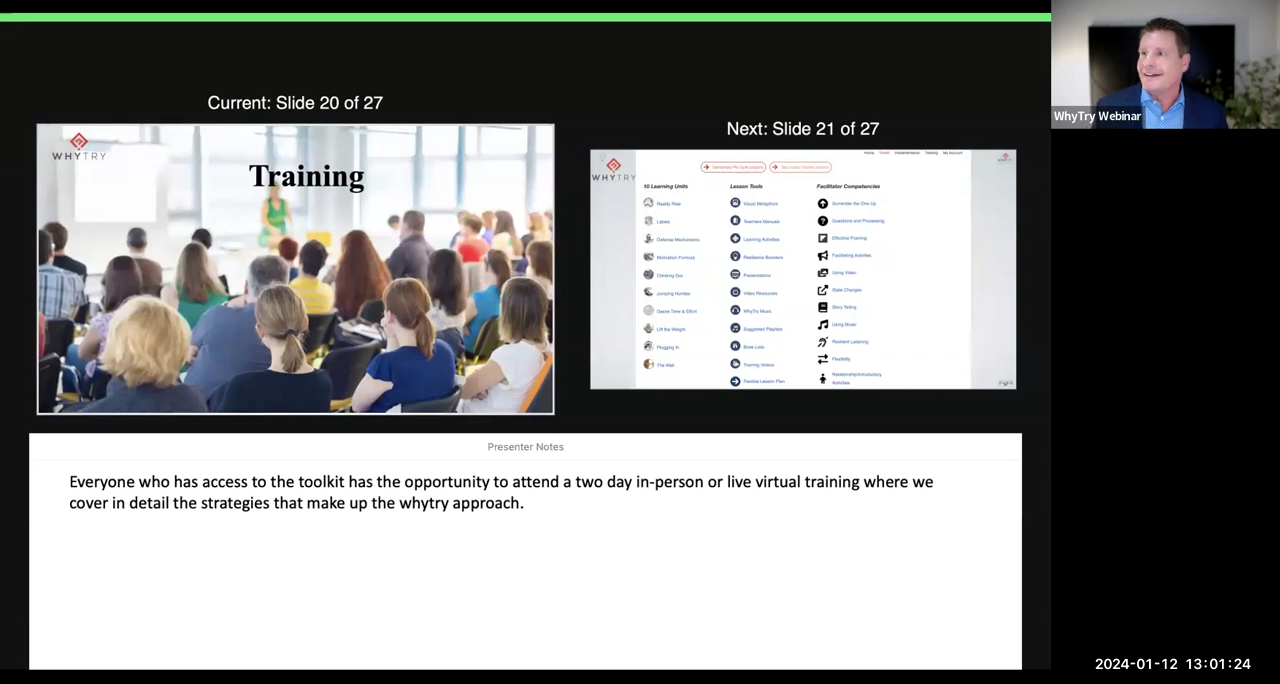 Current: Slide 20 of 27
WHYTRY
Training
Next: Slide 21 of 27
WHYTRY
Home Toolkit Implementation Training My Account
10 Learning Units
Reality Ride
Labels
Defense Mechanisms
Motivation Formula
Climbing Out
Jumping Hurdles
Desire Time & Effort
Lift the Weight
Plugging In
The Wall
Lesson Tools
Visual Metaphors
Teachers Manuals
Learning Activities
Resilience Boosters
Presentations
Video Resources
WhyTry Music
Suggested Playlists
Book Lists
Training Videos
Flexible Lesson Plan
Facilitator Competencies
Surrender the One Up
Questions and Processing
Effective Framing
Facilitating Activities
Using Video
State Changes
Story Telling
Using Music
Resilient Listening
Flexibility
Relationship/Introductory
Activities
WhyTry Webinar
Presenter Notes
Everyone who has access to the toolkit has the opportunity to attend a two day in-person or live virtual training where we
cover in detail the strategies that make up the whytry approach.
2024-01-12 13:01:24